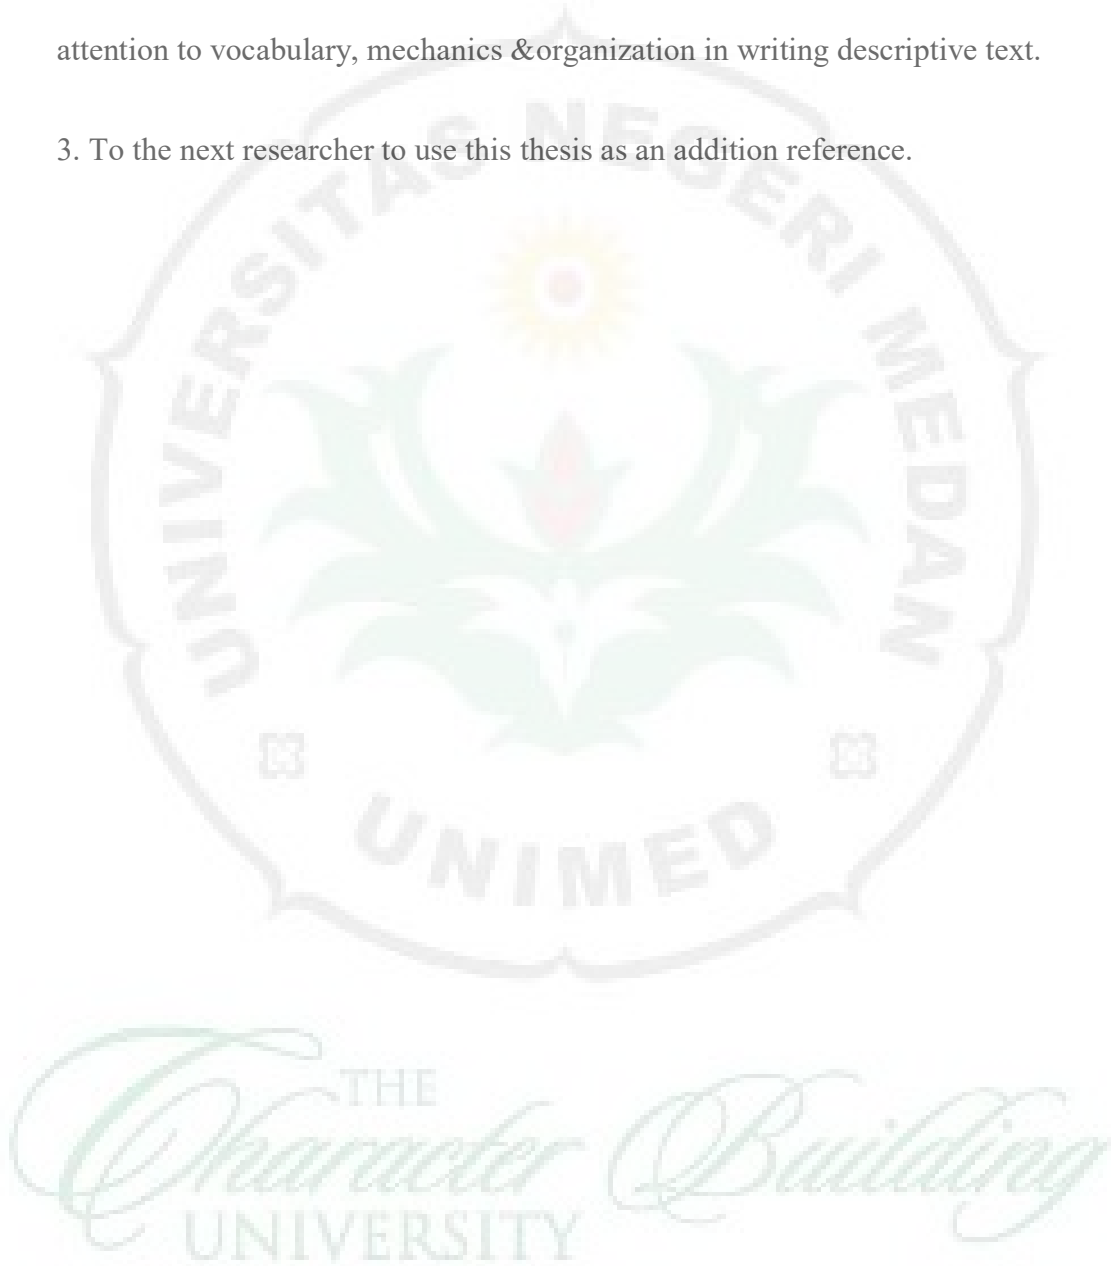 attention to vocabulary, mechanics &organization in writing descriptive text.
3. To the next researcher to use this thesis as an addition reference.
UNIVERSITAS NEGERI MEDAN
UNIMED
THE
Character Building
UNIVERSITY